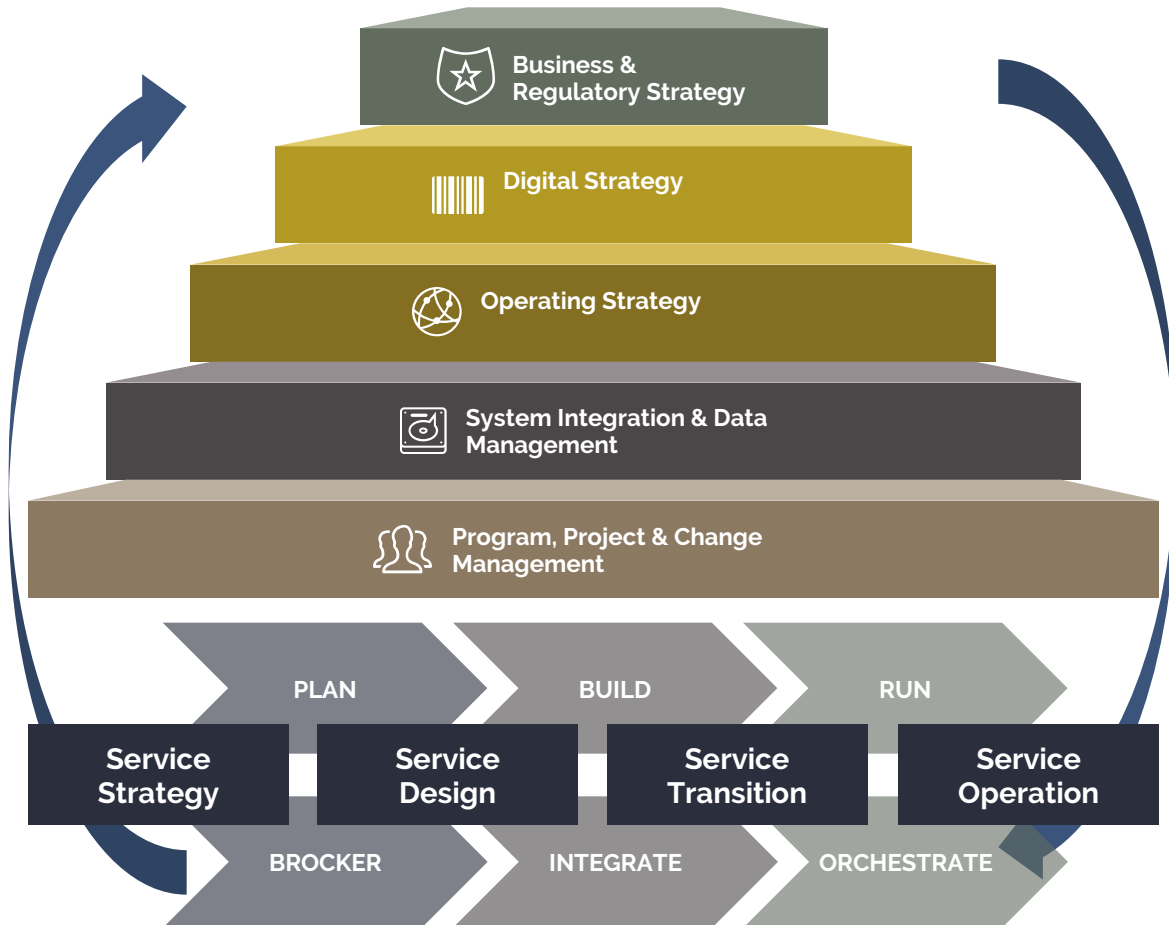 Business &
Regulatory Strategy
Digital Strategy
Operating Strategy
System Integration & Data
Management
Program, Project & Change
Management
PLAN
BUILD
RUN
Service
Strategy
Service
Design
Service
Transition
Service
Operation
BROCKER
INTEGRATE
ORCHESTRATE